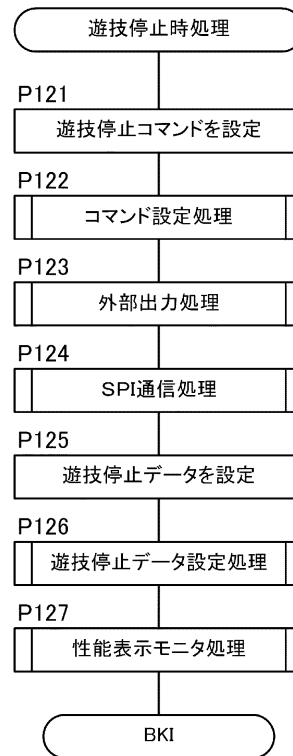 遊技停止時処理
P121
遊技停止コマンドを設定
P122
コマンド設定処理
P123
外部出力処理
P124
SPI通信処理
P125
遊技停止データを設定
P126
遊技停止データ設定処理
P127
性能表示モニタ処理
BKI